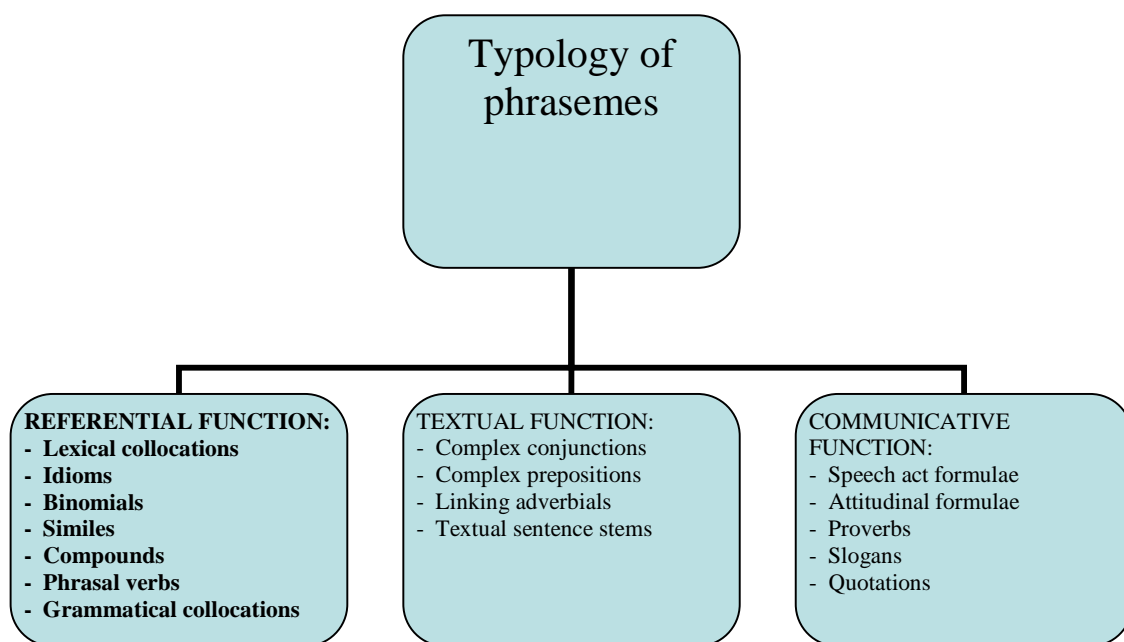 Typology of
phrasemes
REFERENTIAL FUNCTION:
- Lexical collocations
- Idioms
- Binomials
- Similes
- Compounds
- Phrasal verbs
- Grammatical collocations
TEXTUAL FUNCTION:
- Complex conjunctions
- Complex prepositions
- Linking adverbials
- Textual sentence stems
COMMUNICATIVE
FUNCTION:
- Speech act formulae
- Attitudinal formulae
- Proverbs
- Slogans
- Quotations